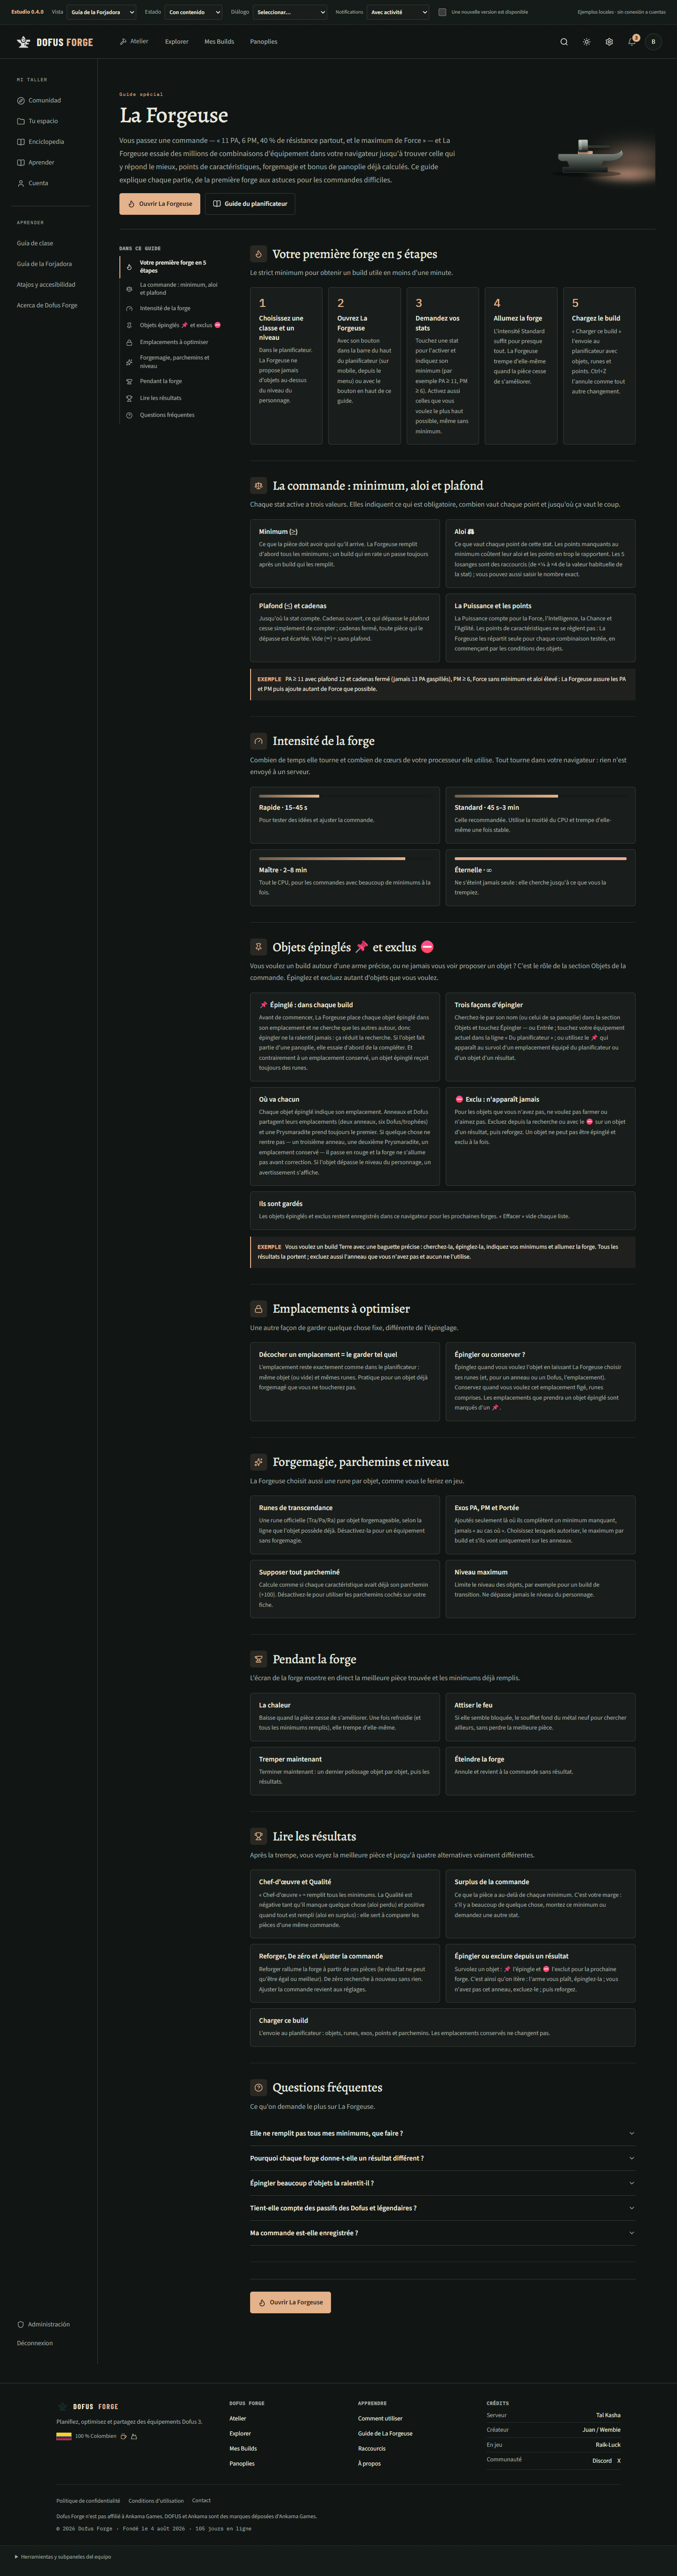 Estudio 0.4.0 Vista Guía de la Forjadora Estado Con contenido Diálogo Seleccionar... Notifications Avec activité Une nouvelle version est disponible Ejemplos locales · sin conexión a cuentas
DOFUS FORGE Atelier Explorer Mes Builds Panoplies 3 B
MI TALLER
Comunidad
Tu espacio
Enciclopedia
Aprender
Cuenta
APRENDER
Guía de clase
Guía de la Forjadora
Atajos y accesibilidad
Acerca de Dofus Forge
Guide spécial
La Forgeuse
Vous passez une commande — « 11 PA, 6 PM, 40 % de résistance partout, et le maximum de Force » — et La
Forgeuse essaie des millions de combinaisons d'équipement dans votre navigateur jusqu'à trouver celle qui
y répond le mieux, points de caractéristiques, forgemagie et bonus de panoplie déjà calculés. Ce guide
explique chaque partie, de la première forge aux astuces pour les commandes difficiles.
Ouvrir La Forgeuse Guide du planificateur
DANS CE GUIDE
Votre première forge en 5
étapes
La commande : minimum, aloi
et plafond
Intensité de la forge
Objets épinglés 📌 et exclus ⛔
Emplacements à optimiser
Forgemagie, parchemins et
niveau
Pendant la forge
Lire les résultats
Questions fréquentes
Votre première forge en 5 étapes
Le strict minimum pour obtenir un build utile en moins d'une minute.
1
Choisissez une
classe et un
niveau
Dans le planificateur.
La Forgeuse ne
propose jamais
d'objets au-dessus
du niveau du
personnage.
2
Ouvrez La
Forgeuse
Avec son bouton
dans la barre du haut
du planificateur (sur
mobile, depuis le
menu) ou avec le
bouton en haut de ce
guide.
3
Demandez vos
stats
Touchez une stat
pour l'activer et
indiquez son
minimum (par
exemple PA ≥ 11, PM
≥ 6). Activez aussi
celles que vous
voulez le plus haut
possible, même sans
minimum.
4
Allumez la forge
L'intensité Standard
suffit pour presque
tout. La Forgeuse
trempe d'elle-même
quand la pièce cesse
de s'améliorer.
5
Chargez le build
« Charger ce build »
l'envoie au
planificateur avec
objets, runes et
points. Ctrl+Z
l'annule comme tout
autre changement.
La commande : minimum, aloi et plafond
Chaque stat active a trois valeurs. Elles indiquent ce qui est obligatoire, combien vaut chaque point et jusqu'où ça vaut le coup.
Minimum (≥)
Ce que la pièce doit avoir quoi qu'il arrive. La Forgeuse remplit
d'abord tous les minimums ; un build qui en rate un passe toujours
après un build qui les remplit.
Aloi
Ce que vaut chaque point de cette stat. Les points manquants au
minimum coûtent leur aloi et les points en trop le rapportent. Les 5
losanges sont des raccourcis (de ×¼ à ×4 de la valeur habituelle de
la stat) ; vous pouvez aussi saisir le nombre exact.
Plafond (≤) et cadenas
Jusqu'où la stat compte. Cadenas ouvert, ce qui dépasse le plafond
cesse simplement de compter ; cadenas fermé, toute pièce qui le
dépasse est écartée. Vide (∞) = sans plafond.
La Puissance et les points
La Puissance compte pour la Force, l'Intelligence, la Chance et
l'Agilité. Les points de caractéristiques ne se règlent pas : La
Forgeuse les répartit seule pour chaque combinaison testée, en
commençant par les conditions des objets.
EXEMPLE PA ≥ 11 avec plafond 12 et cadenas fermé (jamais 13 PA gaspillés), PM ≥ 6, Force sans minimum et aloi élevé : La Forgeuse assure les PA
et PM puis ajoute autant de Force que possible.
Intensité de la forge
Combien de temps elle tourne et combien de cœurs de votre processeur elle utilise. Tout tourne dans votre navigateur : rien n'est
envoyé à un serveur.
Rapide · 15–45 s
Pour tester des idées et ajuster la commande.
Standard · 45 s–3 min
Celle recommandée. Utilise la moitié du CPU et trempe d'elle-
même une fois stable.
Maître · 2–8 min
Tout le CPU, pour les commandes avec beaucoup de minimums à la
fois.
Éternelle · ∞
Ne s'éteint jamais seule : elle cherche jusqu'à ce que vous la
trempiez.
Objets épinglés 📌 et exclus ⛔
Vous voulez un build autour d'une arme précise, ou ne jamais vous voir proposer un objet ? C'est le rôle de la section Objets de la
commande. Épinglez et excluez autant d'objets que vous voulez.
📌 Épinglé : dans chaque build
Avant de commencer, La Forgeuse place chaque objet épinglé dans
son emplacement et ne cherche que les autres autour, donc
épingler ne la ralentit jamais : ça réduit la recherche. Si l'objet fait
partie d'une panoplie, elle essaie d'abord de la compléter. Et
contrairement à un emplacement conservé, un objet épinglé reçoit
toujours des runes.
Trois façons d'épingler
Cherchez-le par son nom (ou celui de sa panoplie) dans la section
Objets et touchez Épingler — ou Entrée ; touchez votre équipement
actuel dans la ligne « Du planificateur » ; ou utilisez le 📌 qui
apparaît au survol d'un emplacement équipé du planificateur ou
d'un objet d'un résultat.
Où va chacun
Chaque objet épinglé indique son emplacement. Anneaux et Dofus
partagent leurs emplacements (deux anneaux, six Dofus/trophées)
et une Prysmaradite prend toujours le premier. Si quelque chose ne
rentre pas — un troisième anneau, une deuxième Prysmaradite, un
emplacement conservé — il passe en rouge et la forge ne s'allume
pas avant correction. Si l'objet dépasse le niveau du personnage, un
avertissement s'affiche.
⛔ Exclu : n'apparaît jamais
Pour les objets que vous n'avez pas, ne voulez pas farmer ou
n'aimez pas. Excluez depuis la recherche ou avec le ⛔ sur un objet
d'un résultat, puis reforgez. Un objet ne peut pas être épinglé et
exclu à la fois.
Ils sont gardés
Les objets épinglés et exclus restent enregistrés dans ce navigateur pour les prochaines forges. « Effacer » vide chaque liste.
EXEMPLE Vous voulez un build Terre avec une baguette précise : cherchez-la, épinglez-la, indiquez vos minimums et allumez la forge. Tous les
résultats la portent ; excluez aussi l'anneau que vous n'avez pas et aucun ne l'utilise.
Emplacements à optimiser
Une autre façon de garder quelque chose fixe, différente de l'épinglage.
Décocher un emplacement = le garder tel quel
L'emplacement reste exactement comme dans le planificateur :
même objet (ou vide) et mêmes runes. Pratique pour un objet déjà
forgemagé que vous ne toucherez pas.
Épingler ou conserver ?
Épinglez quand vous voulez l'objet en laissant La Forgeuse choisir
ses runes (et, pour un anneau ou un Dofus, l'emplacement).
Conservez quand vous voulez cet emplacement figé, runes
comprises. Les emplacements que prendra un objet épinglé sont
marqués d'un 📌.
Forgemagie, parchemins et niveau
La Forgeuse choisit aussi une rune par objet, comme vous le feriez en jeu.
Runes de transcendance
Une rune officielle (Tra/Pa/Ra) par objet forgemageable, selon la
ligne que l'objet possède déjà. Désactivez-la pour un équipement
sans forgemagie.
Exos PA, PM et Portée
Ajoutés seulement là où ils complètent un minimum manquant,
jamais « au cas où ». Choisissez lesquels autoriser, le maximum par
build et s'ils vont uniquement sur les anneaux.
Supposer tout parcheminé
Calcule comme si chaque caractéristique avait déjà son parchemin
(+100). Désactivez-le pour utiliser les parchemins cochés sur votre
fiche.
Niveau maximum
Limite le niveau des objets, par exemple pour un build de
transition. Ne dépasse jamais le niveau du personnage.
Pendant la forge
L'écran de la forge montre en direct la meilleure pièce trouvée et les minimums déjà remplis.
La chaleur
Baisse quand la pièce cesse de s'améliorer. Une fois refroidie (et
tous les minimums remplis), elle trempe d'elle-même.
Attiser le feu
Si elle semble bloquée, le soufflet fond du métal neuf pour chercher
ailleurs, sans perdre la meilleure pièce.
Tremper maintenant
Terminer maintenant : un dernier polissage objet par objet, puis les
résultats.
Éteindre la forge
Annule et revient à la commande sans résultat.
Lire les résultats
Après la trempe, vous voyez la meilleure pièce et jusqu'à quatre alternatives vraiment différentes.
Chef-d'œuvre et Qualité
« Chef-d'œuvre » = remplit tous les minimums. La Qualité est
négative tant qu'il manque quelque chose (aloi perdu) et positive
quand tout est rempli (aloi en surplus) : elle sert à comparer les
pièces d'une même commande.
Surplus de la commande
Ce que la pièce a au-delà de chaque minimum. C'est votre marge :
s'il y a beaucoup de quelque chose, montez ce minimum ou
demandez une autre stat.
Reforger, De zéro et Ajuster la commande
Reforger rallume la forge à partir de ces pièces (le résultat ne peut
qu'être égal ou meilleur). De zéro recherche à nouveau sans rien.
Ajuster la commande revient aux réglages.
Épingler ou exclure depuis un résultat
Survolez un objet : 📌 l'épingle et ⛔ l'exclut pour la prochaine
forge. C'est ainsi qu'on itère : l'arme vous plaît, épinglez-la ; vous
n'avez pas cet anneau, excluez-le ; puis reforgez.
Charger ce build
L'envoie au planificateur : objets, runes, exos, points et parchemins. Les emplacements conservés ne changent pas.
Questions fréquentes
Ce qu'on demande le plus sur La Forgeuse.
Elle ne remplit pas tous mes minimums, que faire ?
Pourquoi chaque forge donne-t-elle un résultat différent ?
Épingler beaucoup d'objets la ralentit-il ?
Tient-elle compte des passifs des Dofus et légendaires ?
Ma commande est-elle enregistrée ?
Ouvrir La Forgeuse
Administración
Déconnexion
DOFUS FORGE
Planifiez, optimisez et partagez des équipements Dofus 3.
100 % Colombien
DOFUS FORGE
Atelier
Explorer
Mes Builds
Panoplies
APPRENDRE
Comment utiliser
Guide de La Forgeuse
Raccourcis
À propos
CRÉDITS
Serveur Tal Kasha
Créateur Juan / Wembie
En jeu Raik-Luck
Communauté Discord X
Politique de confidentialité Conditions d'utilisation Contact
Dofus Forge n'est pas affilié à Ankama Games. DOFUS et Ankama sont des marques déposées d'Ankama Games.
© 2026 Dofus Forge · Fondé le 4 août 2026 · 105 jours en ligne
Herramientas y subpaneles del equipo